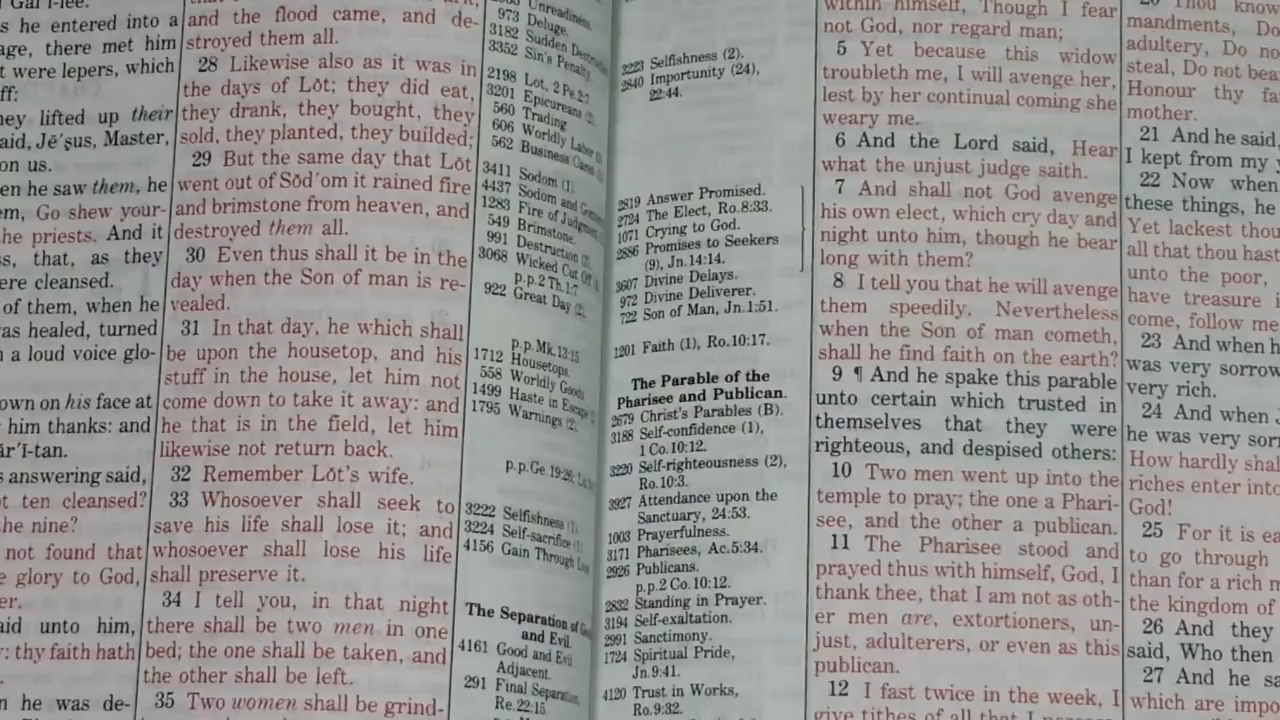 s he entered into a
age, there met him
t were lepers, which
ff:
ey lifted up their
aid, Jē´ṣus, Master,
on us.
en he saw them, he
m, Go shew your-
he priests. And it
s, that, as they
ere cleansed.
of them, when he
as healed, turned
a loud voice glo-
own on his face at
him thanks: and
ăr´ĭ-tan.
s answering said,
t ten cleansed?
he nine?
not found that
e glory to God,
er.
aid unto him,
: thy faith hath
n he was de-
and the flood came, and de-
stroyed them all.
28 Likewise also as it was in
the days of Lŏt; they did eat,
they drank, they bought, they
sold, they planted, they builded;
29 But the same day that Lŏt
went out of Sŏd´om it rained fire
and brimstone from heaven, and
destroyed them all.
30 Even thus shall it be in the
day when the Son of man is re-
vealed.
31 In that day, he which shall
be upon the housetop, and his
stuff in the house, let him not
come down to take it away: and
he that is in the field, let him
likewise not return back.
32 Remember Lŏt's wife.
33 Whosoever shall seek to
save his life shall lose it; and
whosoever shall lose his life
shall preserve it.
34 I tell you, in that night
there shall be two men in one
bed; the one shall be taken, and
the other shall be left.
35 Two women shall be grind-
Unreadiness.
973 Deluge.
3182 Sudden Destruction
3352 Sin's Penalty.
2198 Lot, 2 Pe.2:7
3201 Epicureans (2).
560 Trading
606 Worldly Labor
562 Business Cares
3411 Sodom (1).
4437 Sodom and
1283 Fire of Judgment
549 Brimstone.
991 Destruction
3068 Wicked Cut Off
p.p.2 Th.1:7
922 Great Day (2).
p.p.Mk.13:15
1712 Housetops.
558 Worldly Goods
1499 Haste in Escape
1795 Warnings (2).
p.p.Ge.19:26;
3222 Selfishness (1)
3224 Self-sacrifice
4156 Gain Through Loss
The Separation of
and Evil.
4161 Good and Evil
Adjacent.
291 Final Separation,
Re.22:15.
3223 Selfishness (2).
2840 Importunity (24),
22:44.
2819 Answer Promised.
2724 The Elect, Ro.8:33.
1071 Crying to God.
2886 Promises to Seekers
(9), Jn.14:14.
3607 Divine Delays.
972 Divine Deliverer.
722 Son of Man, Jn.1:51.
1201 Faith (1), Ro.10:17.
The Parable of the
Pharisee and Publican.
2679 Christ's Parables (B).
3188 Self-confidence (1),
1 Co.10:12.
3220 Self-righteousness (2),
Ro.10:3.
3927 Attendance upon the
Sanctuary, 24:53.
1003 Prayerfulness.
3171 Pharisees, Ac.5:34.
2926 Publicans.
p.p.2 Co.10:12.
2832 Standing in Prayer.
3194 Self-exaltation.
2991 Sanctimony.
1724 Spiritual Pride,
Jn.9:41.
4120 Trust in Works,
Ro.9:32.
within himself, Though I fear
not God, nor regard man;
5 Yet because this widow
troubleth me, I will avenge her,
lest by her continual coming she
weary me.
6 And the Lord said, Hear
what the unjust judge saith.
7 And shall not God avenge
his own elect, which cry day and
night unto him, though he bear
long with them?
8 I tell you that he will avenge
them speedily. Nevertheless
when the Son of man cometh,
shall he find faith on the earth?
9 ¶ And he spake this parable
unto certain which trusted in
themselves that they were
righteous, and despised others:
10 Two men went up into the
temple to pray; the one a Phari-
see, and the other a publican.
11 The Pharisee stood and
prayed thus with himself, God, I
thank thee, that I am not as oth-
er men are, extortioners, un-
just, adulterers, or even as this
publican.
12 I fast twice in the week, I
give tithes of all that I possess.
20 Thou know
mandments, Do
adultery, Do no
steal, Do not bea
Honour thy fa
mother.
21 And he said,
I kept from my y
22 Now when
these things, he
Yet lackest thou
all that thou hast
unto the poor,
have treasure i
come, follow me
23 And when h
was very sorrow
very rich.
24 And when J
he was very sorr
How hardly shal
riches enter into
God!
25 For it is ea
to go through
than for a rich m
the kingdom of
26 And they
said, Who then
27 And he sa
which are impo